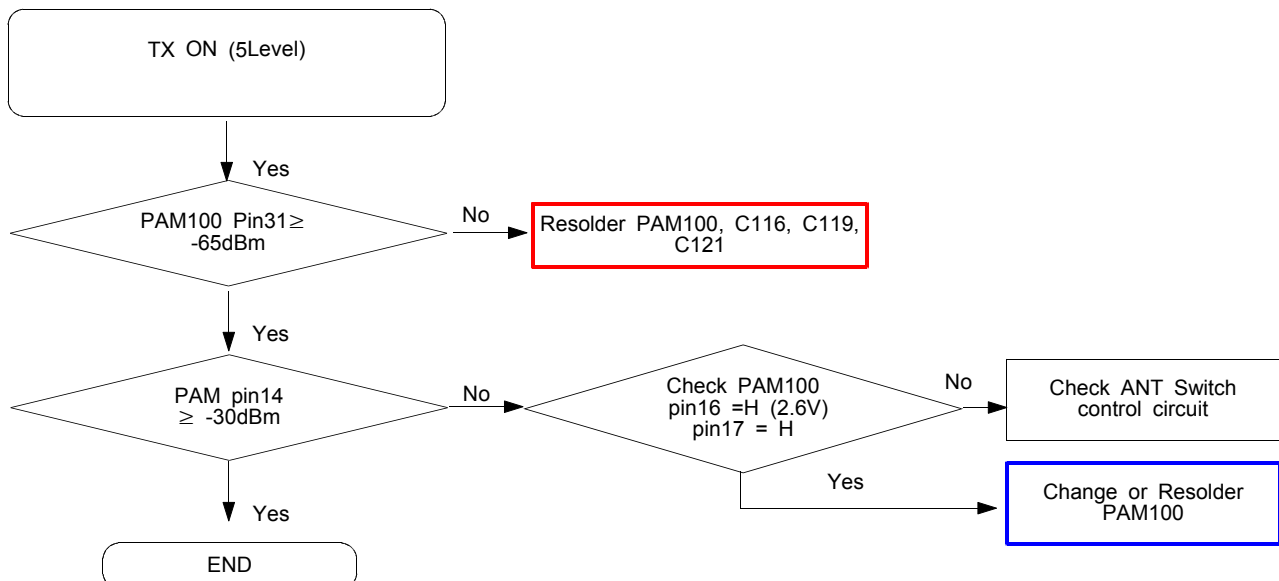 TX ON (5Level)
Yes
PAM100 Pin31≥
-65dBm
No
Resolder PAM100, C116, C119,
C121
Yes
PAM pin14
≥ -30dBm
No
Check PAM100
pin16 =H (2.6V)
pin17 = H
No
Check ANT Switch
control circuit
Yes
Change or Resolder
PAM100
Yes
END